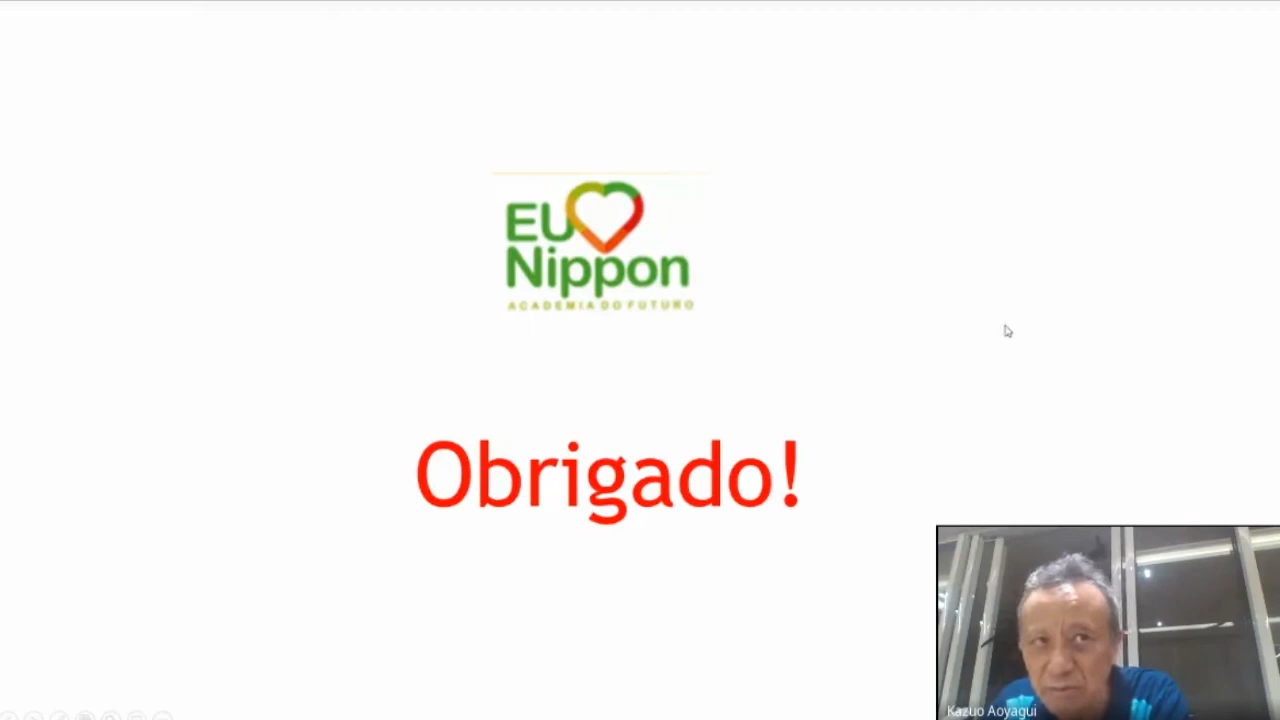 EU
Nippon
ACADEMIA DO FUTURO
Obrigado!
Kazuo Aoyagui